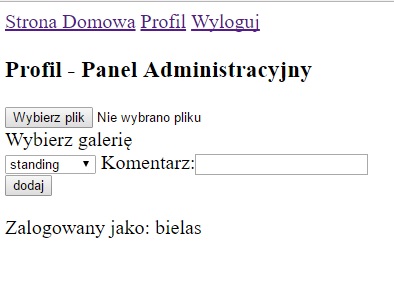 Strona Domowa Profil Wyloguj
Profil - Panel Administracyjny
Wybierz plik Nie wybrano pliku
Wybierz galerię
standing Komentarz:
dodaj
Zalogowany jako: bielas